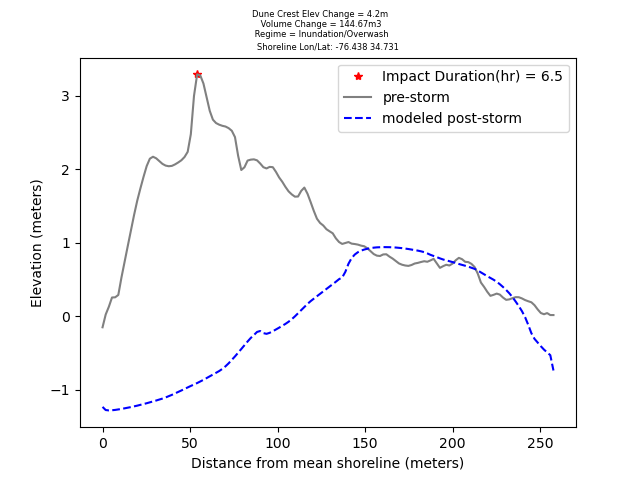 Dune Crest Elev Change = 4.2m
Volume Change = 144.67m3
Regime = Inundation/Overwash
Shoreline Lon/Lat: -76.438 34.731
Impact Duration(hr) = 6.5
pre-storm
modeled post-storm
3
2
1
0
−1
Elevation (meters)
0 50 100 150 200 250
Distance from mean shoreline (meters)